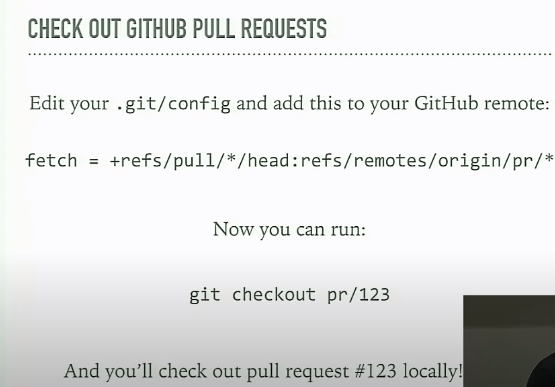 CHECK OUT GITHUB PULL REQUESTS
Edit your .git/config and add this to your GitHub remote:
fetch = +refs/pull/*/head:refs/remotes/origin/pr/*
Now you can run:
git checkout pr/123
And you’ll check out pull request #123 locally!